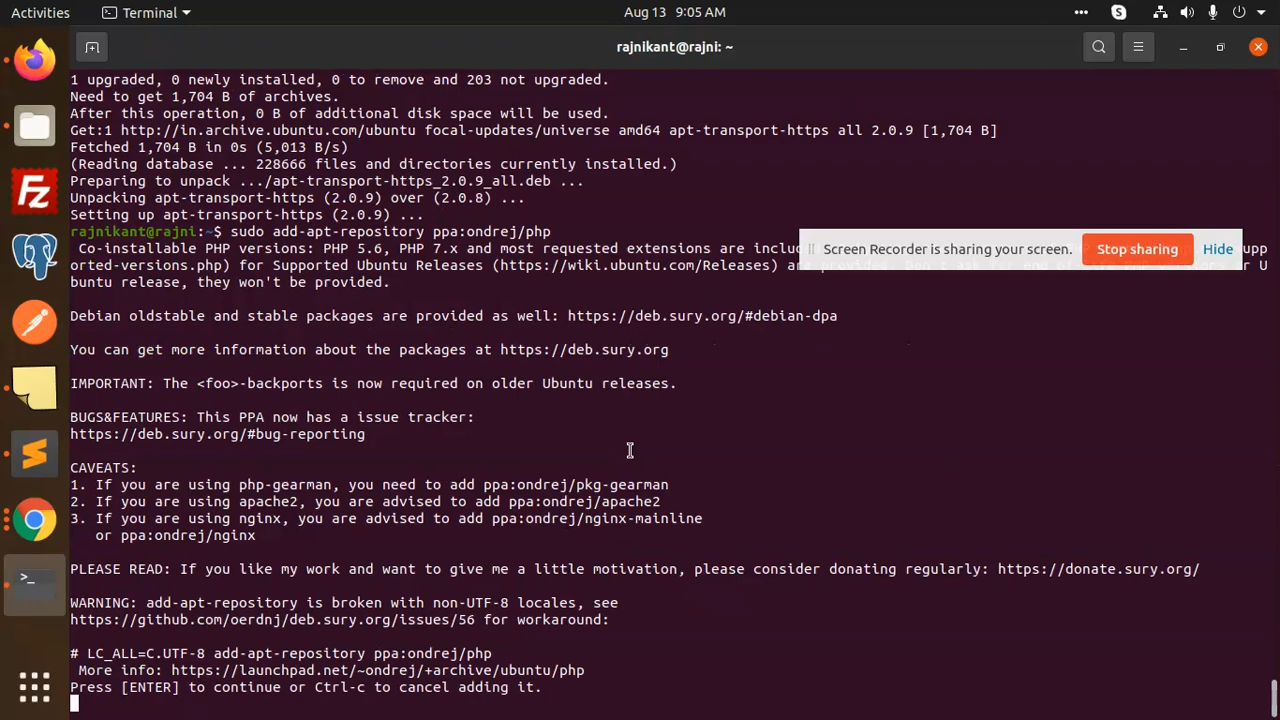 Activities
Terminal
Aug 13 9:05 AM
rajnikant@rajni: ~
1 upgraded, 0 newly installed, 0 to remove and 203 not upgraded.
Need to get 1,704 B of archives.
After this operation, 0 B of additional disk space will be used.
Get:1 http://in.archive.ubuntu.com/ubuntu focal-updates/universe amd64 apt-transport-https all 2.0.9 [1,704 B]
Fetched 1,704 B in 0s (5,013 B/s)
(Reading database ... 228666 files and directories currently installed.)
Preparing to unpack .../apt-transport-https_2.0.9_all.deb ...
Unpacking apt-transport-https (2.0.9) over (2.0.8) ...
Setting up apt-transport-https (2.0.9) ...
rajnikant@rajni:~$ sudo add-apt-repository ppa:ondrej/php
Co-installable PHP versions: PHP 5.6, PHP 7.x and most requested extensions are inclu
Screen Recorder is sharing your screen.
Stop sharing
Hide
upp
orted-versions.php) for Supported Ubuntu Releases (https://wiki.ubuntu.com/Releases) ar r U
buntu release, they won't be provided.
Debian oldstable and stable packages are provided as well: https://deb.sury.org/#debian-dpa
You can get more information about the packages at https://deb.sury.org
IMPORTANT: The <foo>-backports is now required on older Ubuntu releases.
BUGS&FEATURES: This PPA now has a issue tracker:
https://deb.sury.org/#bug-reporting
CAVEATS:
1. If you are using php-gearman, you need to add ppa:ondrej/pkg-gearman
2. If you are using apache2, you are advised to add ppa:ondrej/apache2
3. If you are using nginx, you are advised to add ppa:ondrej/nginx-mainline
or ppa:ondrej/nginx
PLEASE READ: If you like my work and want to give me a little motivation, please consider donating regularly: https://donate.sury.org/
WARNING: add-apt-repository is broken with non-UTF-8 locales, see
https://github.com/oerdnj/deb.sury.org/issues/56 for workaround:
# LC_ALL=C.UTF-8 add-apt-repository ppa:ondrej/php
More info: https://launchpad.net/~ondrej/+archive/ubuntu/php
Press [ENTER] to continue or Ctrl-c to cancel adding it.